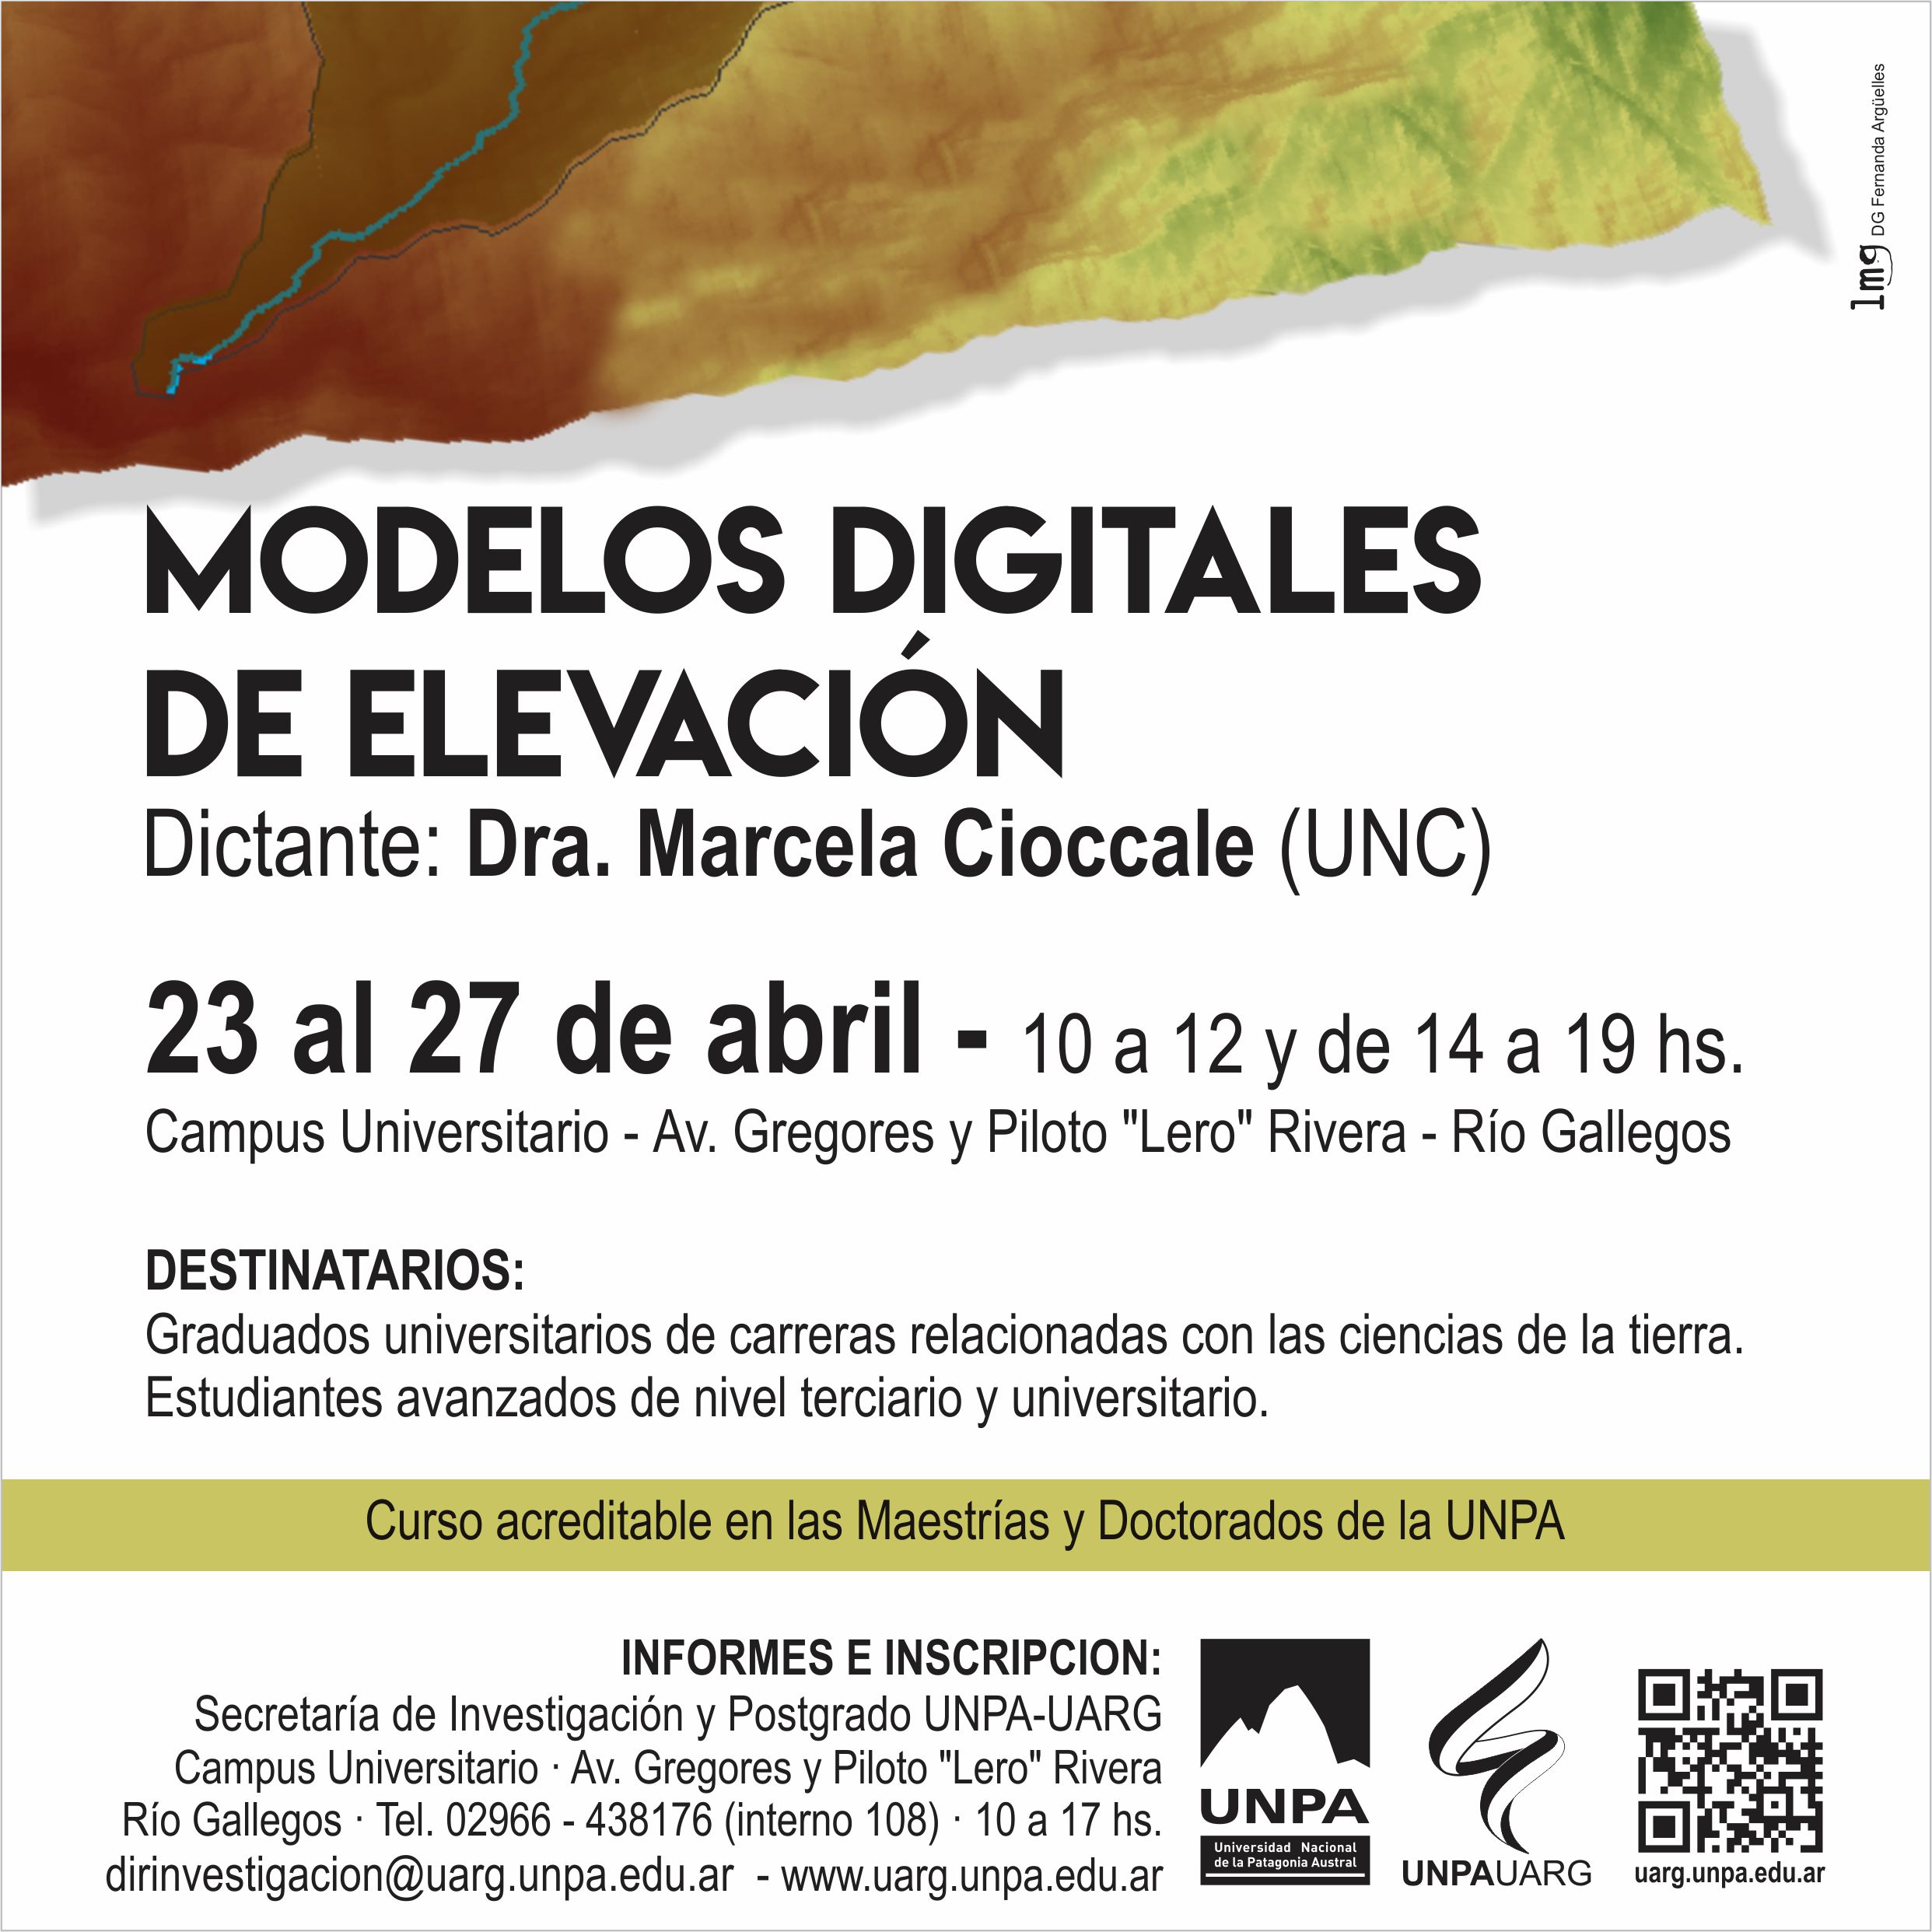 lmg DG Fernanda Argüelles
MODELOS DIGITALES
DE ELEVACIÓN
Dictante: Dra. Marcela Cioccale (UNC)
23 al 27 de abril - 10 a 12 y de 14 a 19 hs.
Campus Universitario - Av. Gregores y Piloto "Lero" Rivera - Río Gallegos
DESTINATARIOS:
Graduados universitarios de carreras relacionadas con las ciencias de la tierra.
Estudiantes avanzados de nivel terciario y universitario.
Curso acreditable en las Maestrías y Doctorados de la UNPA
INFORMES E INSCRIPCION:
Secretaría de Investigación y Postgrado UNPA-UARG
Campus Universitario · Av. Gregores y Piloto "Lero" Rivera
Río Gallegos · Tel. 02966 - 438176 (interno 108) · 10 a 17 hs.
dirinvestigacion@uarg.unpa.edu.ar - www.uarg.unpa.edu.ar
UNPA
Universidad Nacional
de la Patagonia Austral
UNPAUARG
uarg.unpa.edu.ar